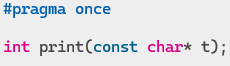 #pragma once
int print(const char* t);